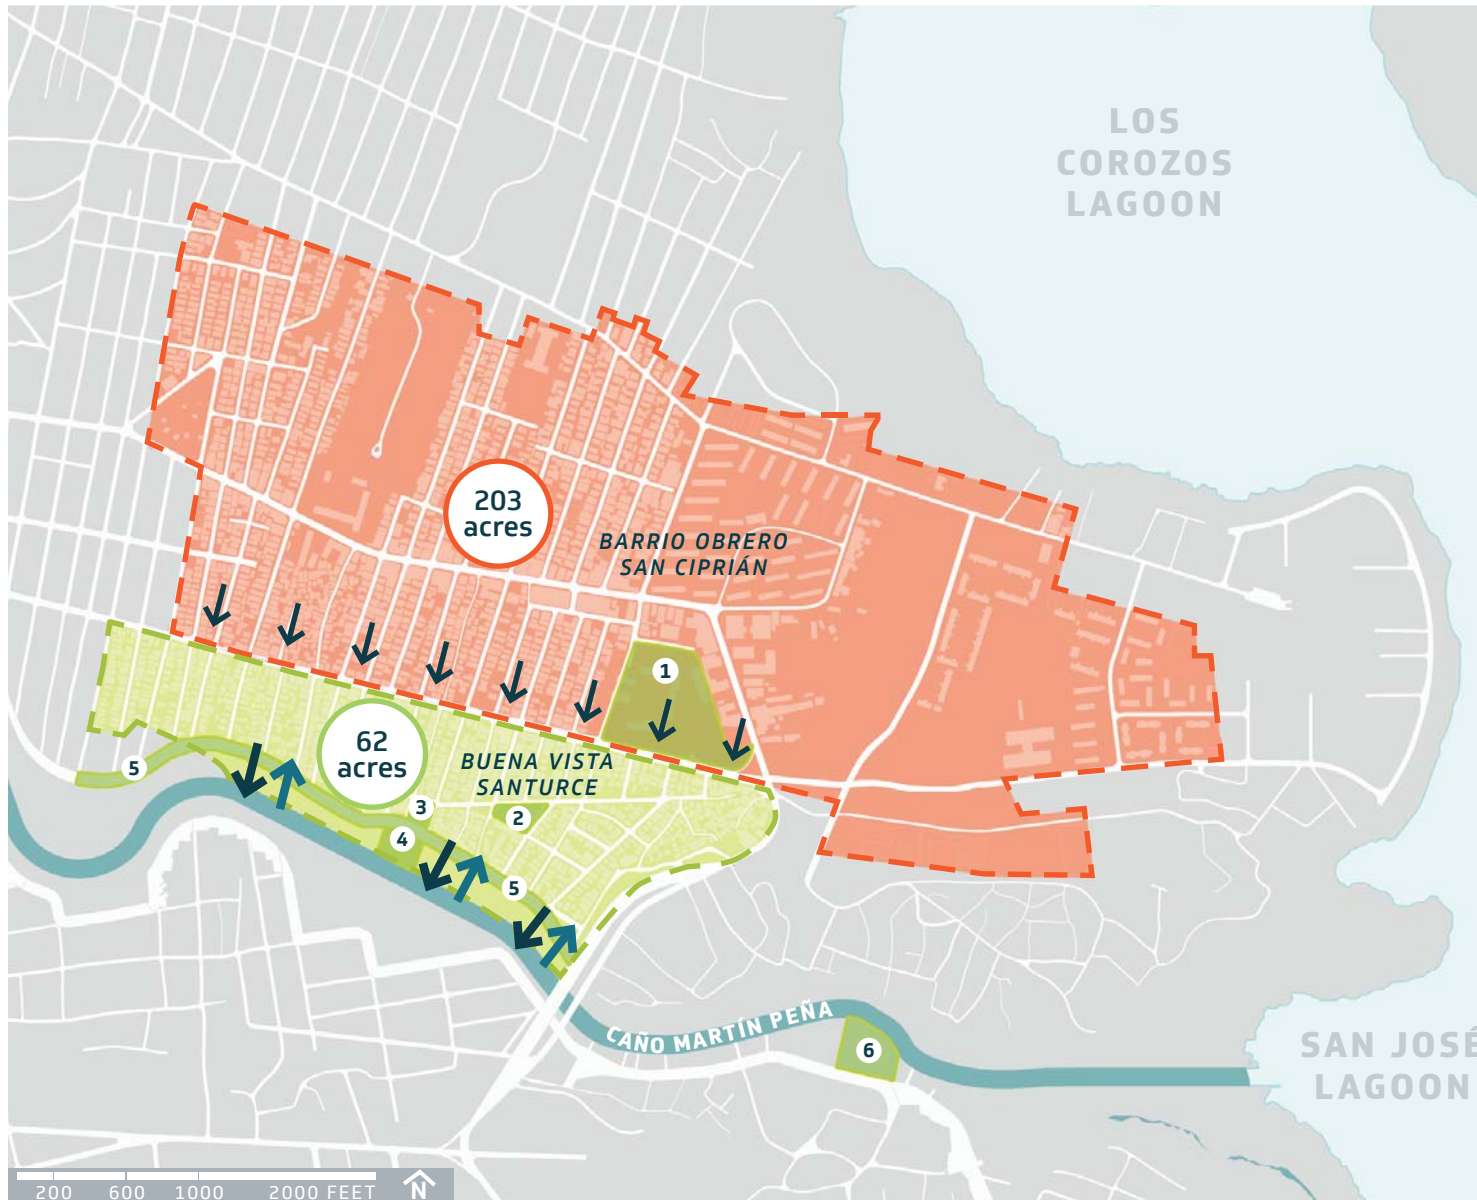 LOS
COROZOS
LAGOON
203
acres
BARRIO OBRERO
SAN CIPRIÁN
1
62
acres
BUENA VISTA
SANTURCE
5
3
2
4
5
CAÑO MARTÍN PEÑA
6
SAN JOSÉ
LAGOON
200 600 1000 2000 FEET
N